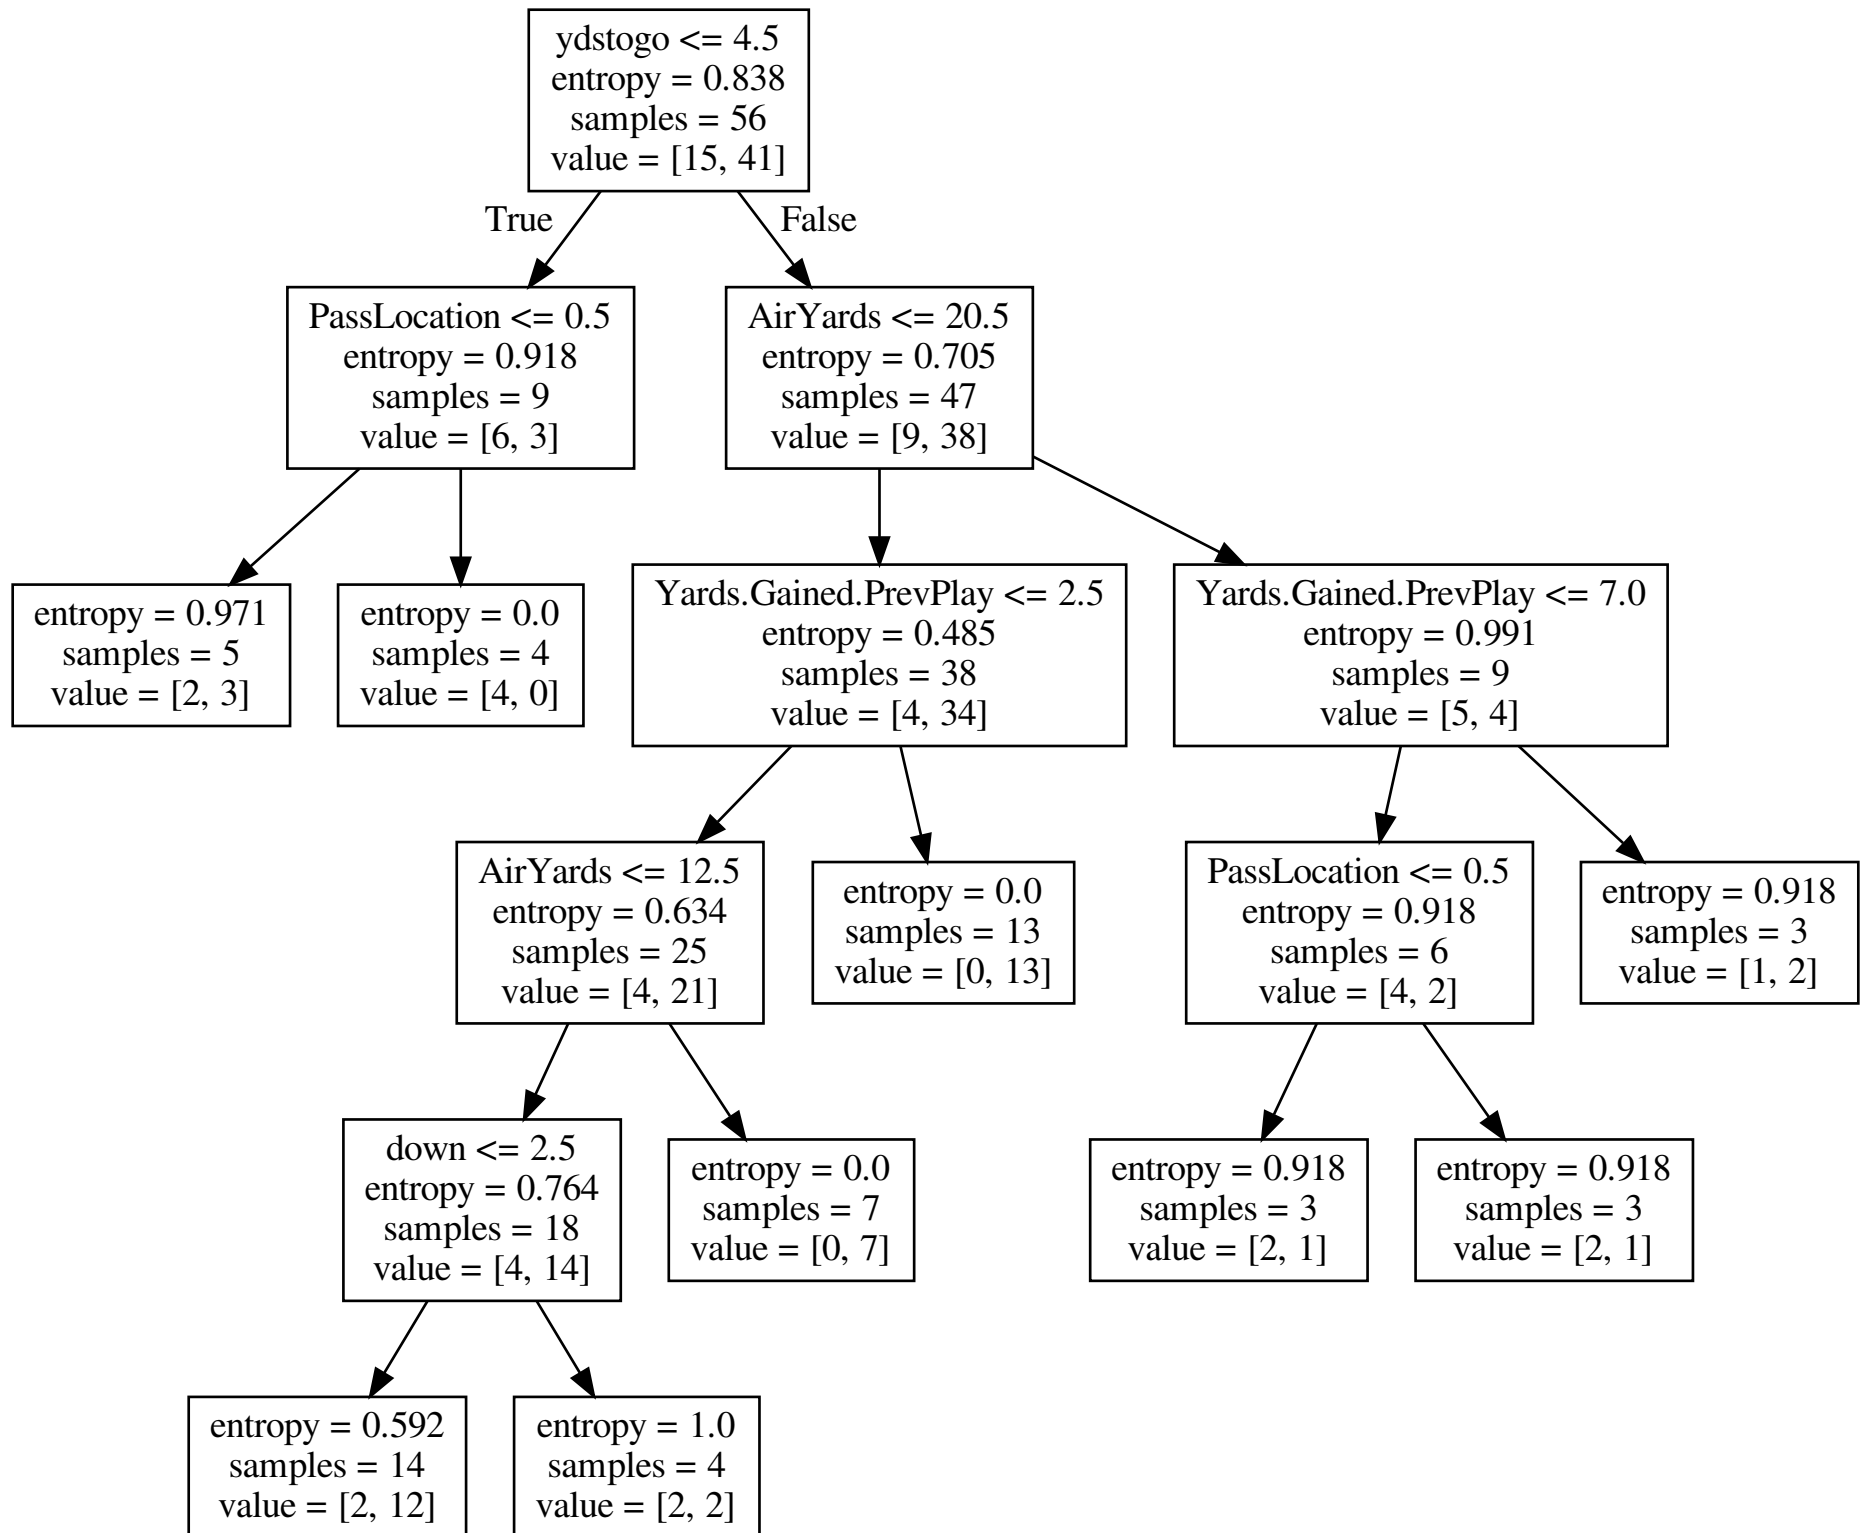 ydstogo <= 4.5
entropy = 0.838
samples = 56
value = [15, 41]
True
False
PassLocation <= 0.5
entropy = 0.918
samples = 9
value = [6, 3]
AirYards <= 20.5
entropy = 0.705
samples = 47
value = [9, 38]
entropy = 0.971
samples = 5
value = [2, 3]
entropy = 0.0
samples = 4
value = [4, 0]
Yards.Gained.PrevPlay <= 2.5
entropy = 0.485
samples = 38
value = [4, 34]
Yards.Gained.PrevPlay <= 7.0
entropy = 0.991
samples = 9
value = [5, 4]
AirYards <= 12.5
entropy = 0.634
samples = 25
value = [4, 21]
entropy = 0.0
samples = 13
value = [0, 13]
PassLocation <= 0.5
entropy = 0.918
samples = 6
value = [4, 2]
entropy = 0.918
samples = 3
value = [1, 2]
down <= 2.5
entropy = 0.764
samples = 18
value = [4, 14]
entropy = 0.0
samples = 7
value = [0, 7]
entropy = 0.918
samples = 3
value = [2, 1]
entropy = 0.918
samples = 3
value = [2, 1]
entropy = 0.592
samples = 14
value = [2, 12]
entropy = 1.0
samples = 4
value = [2, 2]